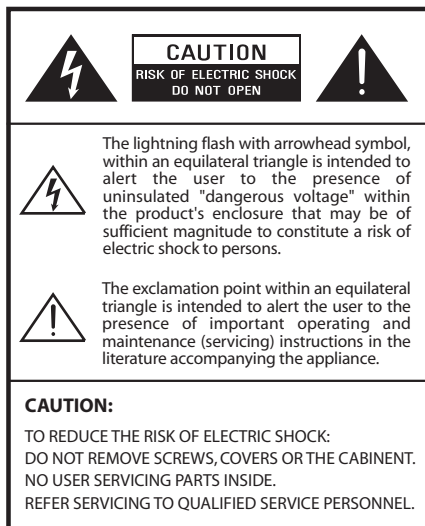 CAUTION
RISK OF ELECTRIC SHOCK
DO NOT OPEN
The lightning flash with arrowhead symbol,
within an equilateral triangle is intended to
alert the user to the presence of
uninsulated "dangerous voltage" within
the product's enclosure that may be of
sufficient magnitude to constitute a risk of
electric shock to persons.
The exclamation point within an equilateral
triangle is intended to alert the user to the
presence of important operating and
maintenance (servicing) instructions in the
literature accompanying the appliance.
CAUTION:
TO REDUCE THE RISK OF ELECTRIC SHOCK:
DO NOT REMOVE SCREWS, COVERS OR THE CABINENT.
NO USER SERVICING PARTS INSIDE.
REFER SERVICING TO QUALIFIED SERVICE PERSONNEL.